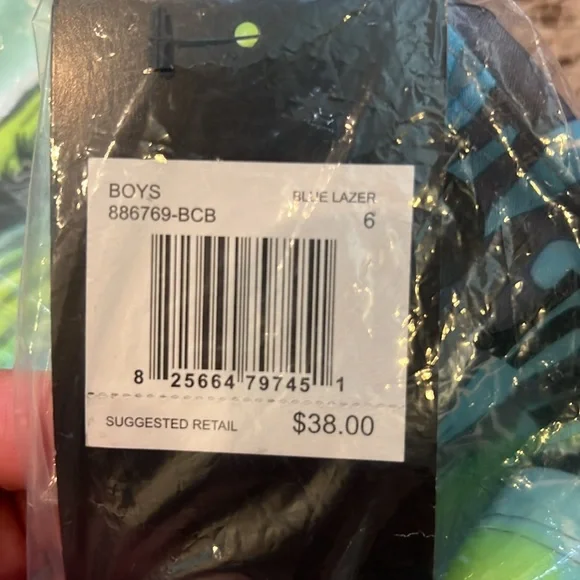 BOYS BLUE LAZER
886769-BCB 6
8 25664 79745 1
SUGGESTED RETAIL $38.00